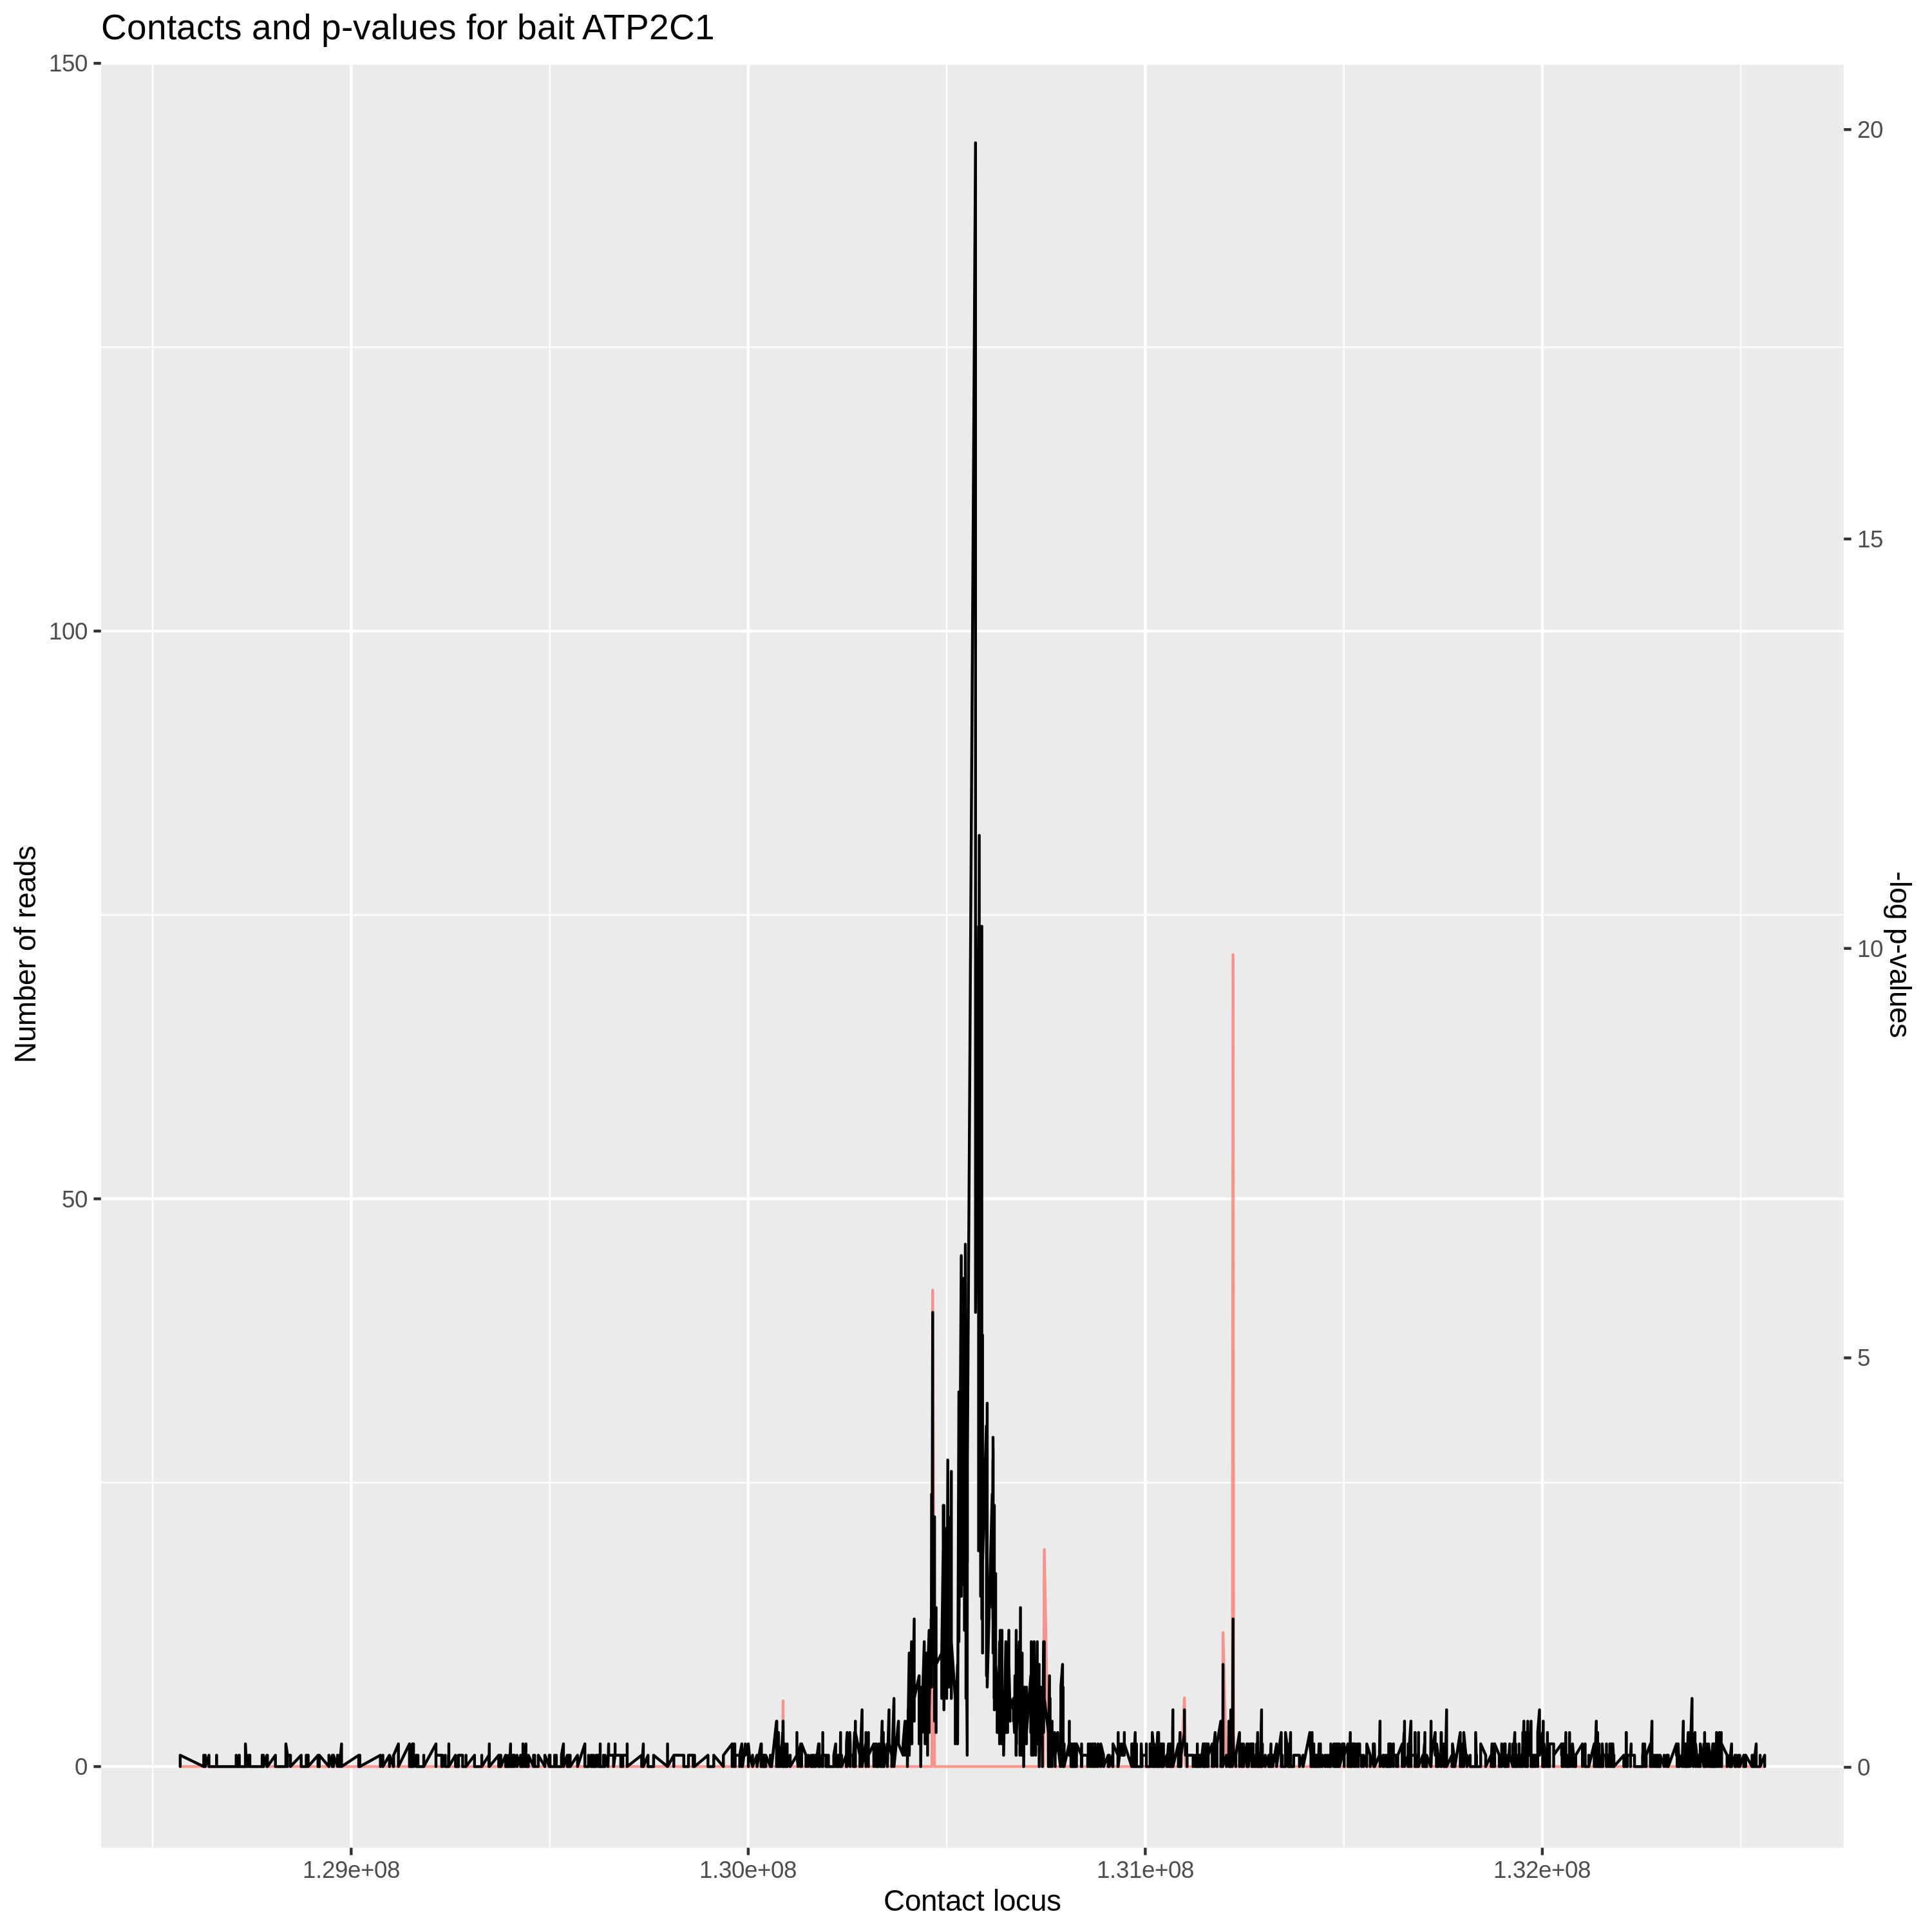 Contacts and p-values for bait ATP2C1
150
100
50
0
Number of reads
20
15
10
5
0
-log p-values
1.29e+08
1.30e+08
1.31e+08
1.32e+08
Contact locus